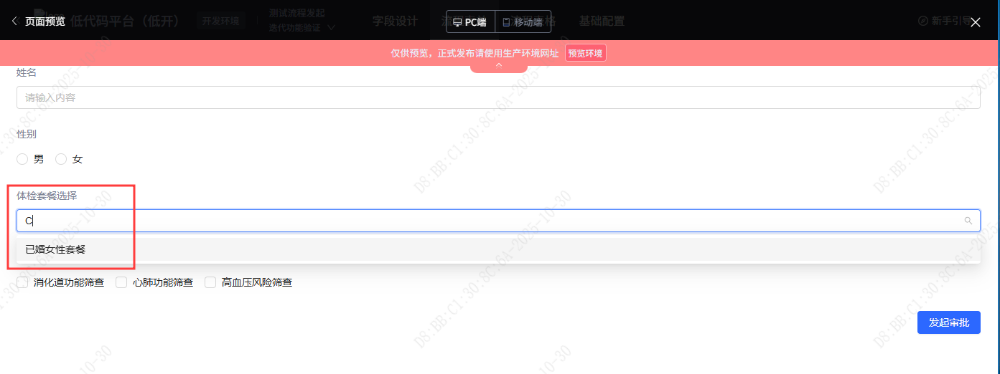 页面预览
低代码平台（低开）
开发环境
测试流程发起
迭代功能验证
字段设计
PC端
移动端
基础配置
新手引导
仅供预览，正式发布请使用生产环境网址 预览环境
姓名
请输入内容
性别
男 女
体检套餐选择
C
已婚女性套餐
消化道功能筛查 心肺功能筛查 高血压风险筛查
发起审批
D8:BB:C1:30:8C:6A-2025-10-30